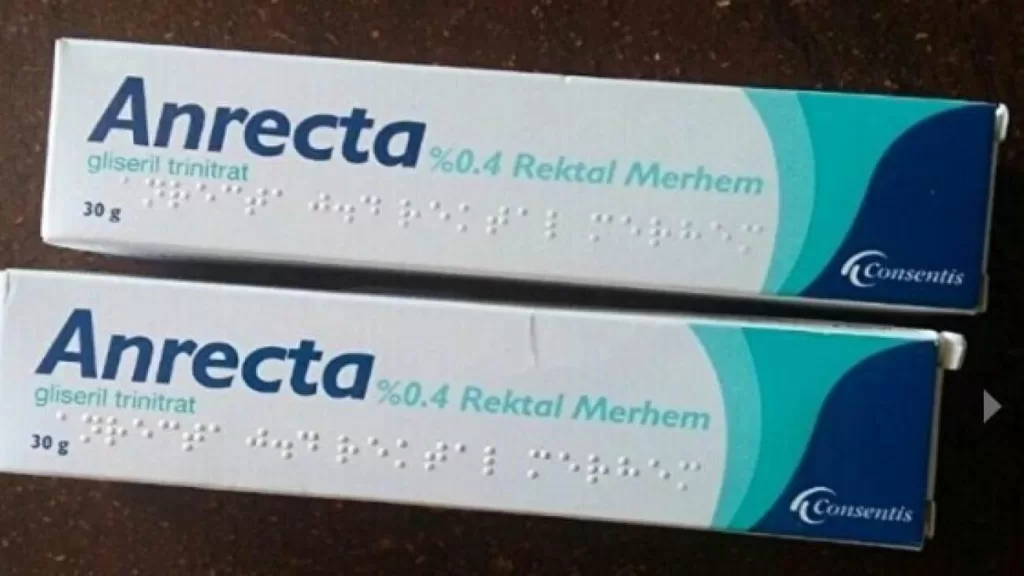 Anrecta %0.4 Rektal Merhem
gliseril trinitrat
30 g
Consentis
Anrecta %0.4 Rektal Merhem
gliseril trinitrat
30 g
Consentis